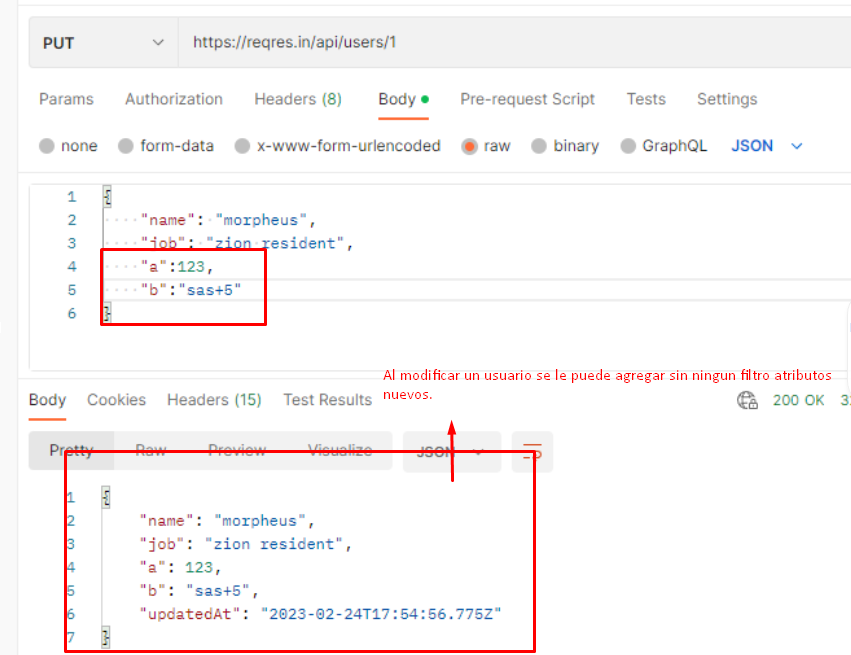 PUT https://reqres.in/api/users/1
Params Authorization Headers (8) Body Pre-request Script Tests Settings
none form-data x-www-form-urlencoded raw binary GraphQL JSON
1 {
2 "name": "morpheus",
3 "job": "zion resident",
4 "a":123,
5 "b":"sas+5"
6 }
Al modificar un usuario se le puede agregar sin ningun filtro atributos
nuevos.
Body Cookies Headers (15) Test Results 200 OK
Pretty Raw Preview Visualize JSON
1 {
2 "name": "morpheus",
3 "job": "zion resident",
4 "a": 123,
5 "b": "sas+5",
6 "updatedAt": "2023-02-24T17:54:56.775Z"
7 }